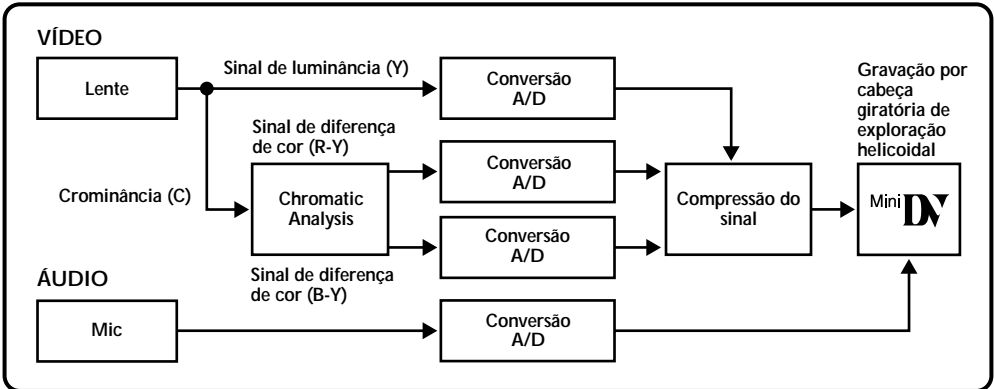 VÍDEO
Lente
Sinal de luminância (Y)
Conversão
A/D
Gravação por
cabeça
giratória de
exploração
helicoidal
Sinal de diferença
de cor (R-Y)
Conversão
A/D
Crominância (C)
Chromatic
Analysis
Compressão do
sinal
Mini DV
Conversão
A/D
Sinal de diferença
de cor (B-Y)
ÁUDIO
Mic
Conversão
A/D